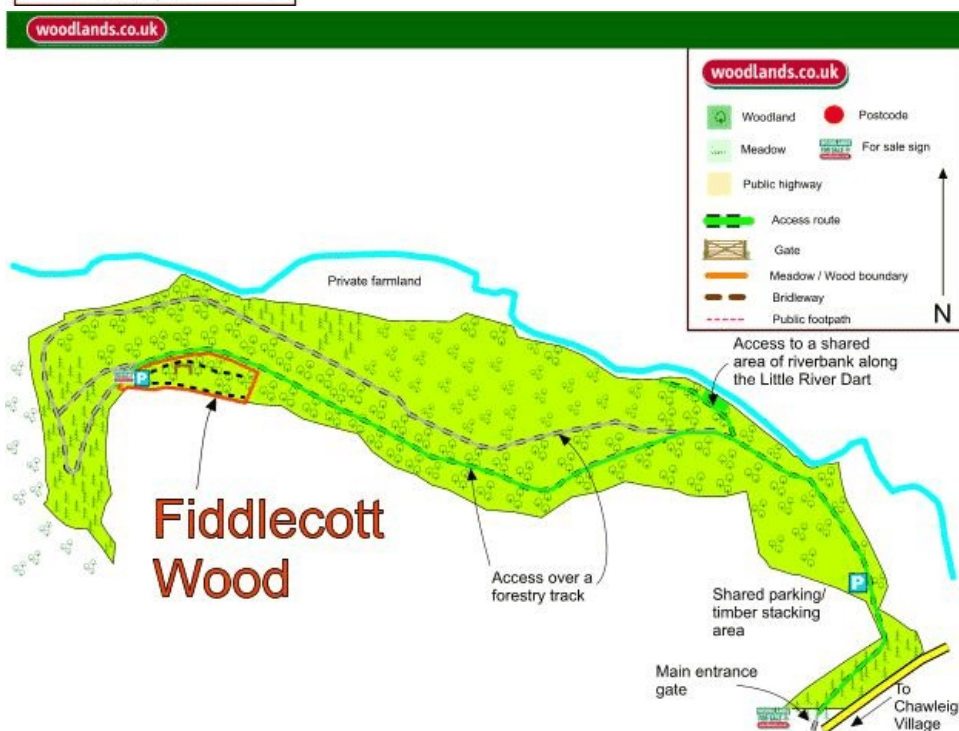 woodlands.co.uk
woodlands.co.uk
Woodland
Postcode
Meadow
For sale sign
Public highway
Access route
Gate
Meadow / Wood boundary
Bridleway
Public footpath
N
Private farmland
Access to a shared
area of riverbank along
the Little River Dart
P
Fiddlecott
Wood
Access over a
forestry track
P
Shared parking/
timber stacking
area
Main entrance
gate
To
Chawleig
Village